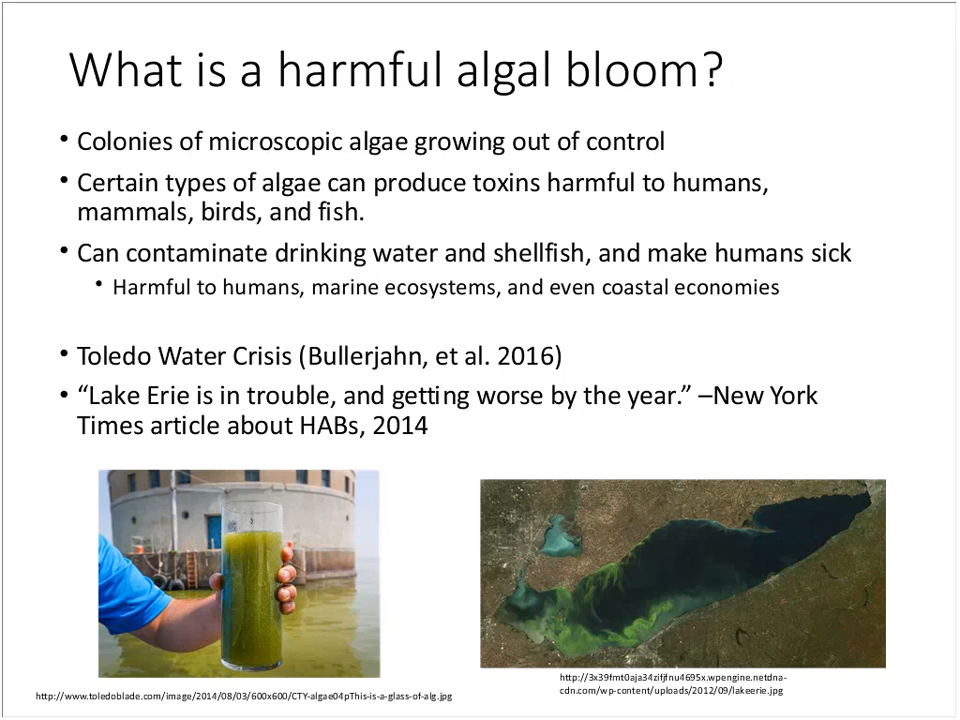 What is a harmful algal bloom?
• Colonies of microscopic algae growing out of control
• Certain types of algae can produce toxins harmful to humans,
mammals, birds, and fish.
• Can contaminate drinking water and shellfish, and make humans sick
• Harmful to humans, marine ecosystems, and even coastal economies
• Toledo Water Crisis (Bullerjahn, et al. 2016)
• “Lake Erie is in trouble, and getting worse by the year.” –New York
Times article about HABs, 2014
http://www.toledoblade.com/image/2014/08/03/600x600/CTY-algae04pThis-is-a-glass-of-alg.jpg
http://3x39fmt0aja34zifjfnu4695x.wpengine.netdna-
cdn.com/wp-content/uploads/2012/09/lakeerie.jpg